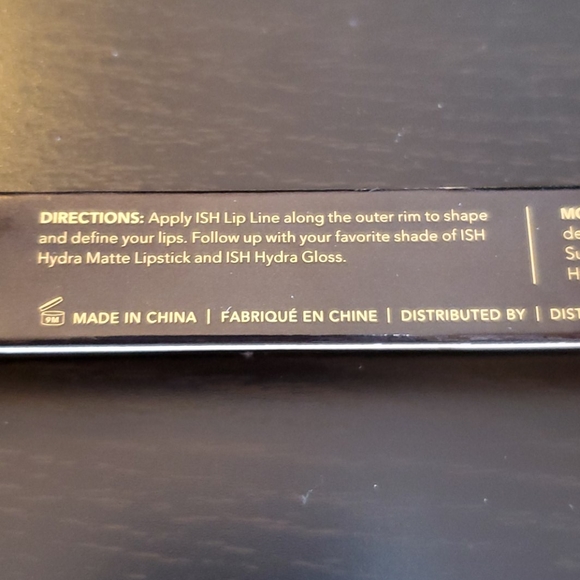 DIRECTIONS: Apply ISH Lip Line along the outer rim to shape
and define your lips. Follow up with your favorite shade of ISH
Hydra Matte Lipstick and ISH Hydra Gloss.
9M MADE IN CHINA | FABRIQUÉ EN CHINE | DISTRIBUTED BY |